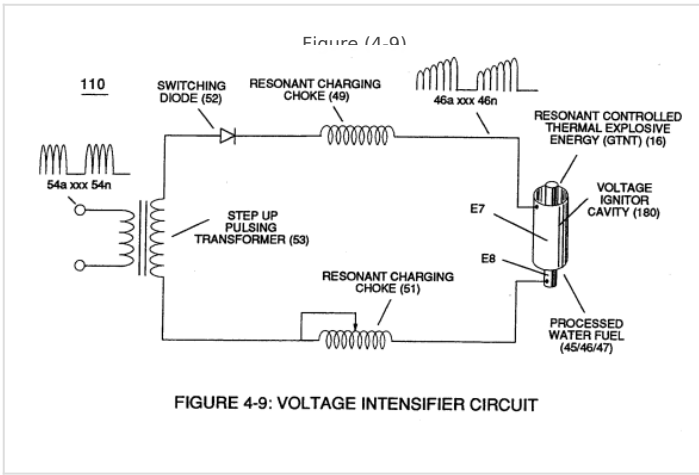 Figure (4-9)
110
SWITCHING
DIODE (52)
RESONANT CHARGING
CHOKE (49)
46a xxx 46n
RESONANT CONTROLLED
THERMAL EXPLOSIVE
ENERGY (GTNT) (16)
54a xxx 54n
VOLTAGE
IGNITOR
CAVITY (180)
E7
STEP UP
PULSING
TRANSFORMER (53)
E8
RESONANT CHARGING
CHOKE (51)
PROCESSED
WATER FUEL
(45/46/47)
FIGURE 4-9: VOLTAGE INTENSIFIER CIRCUIT